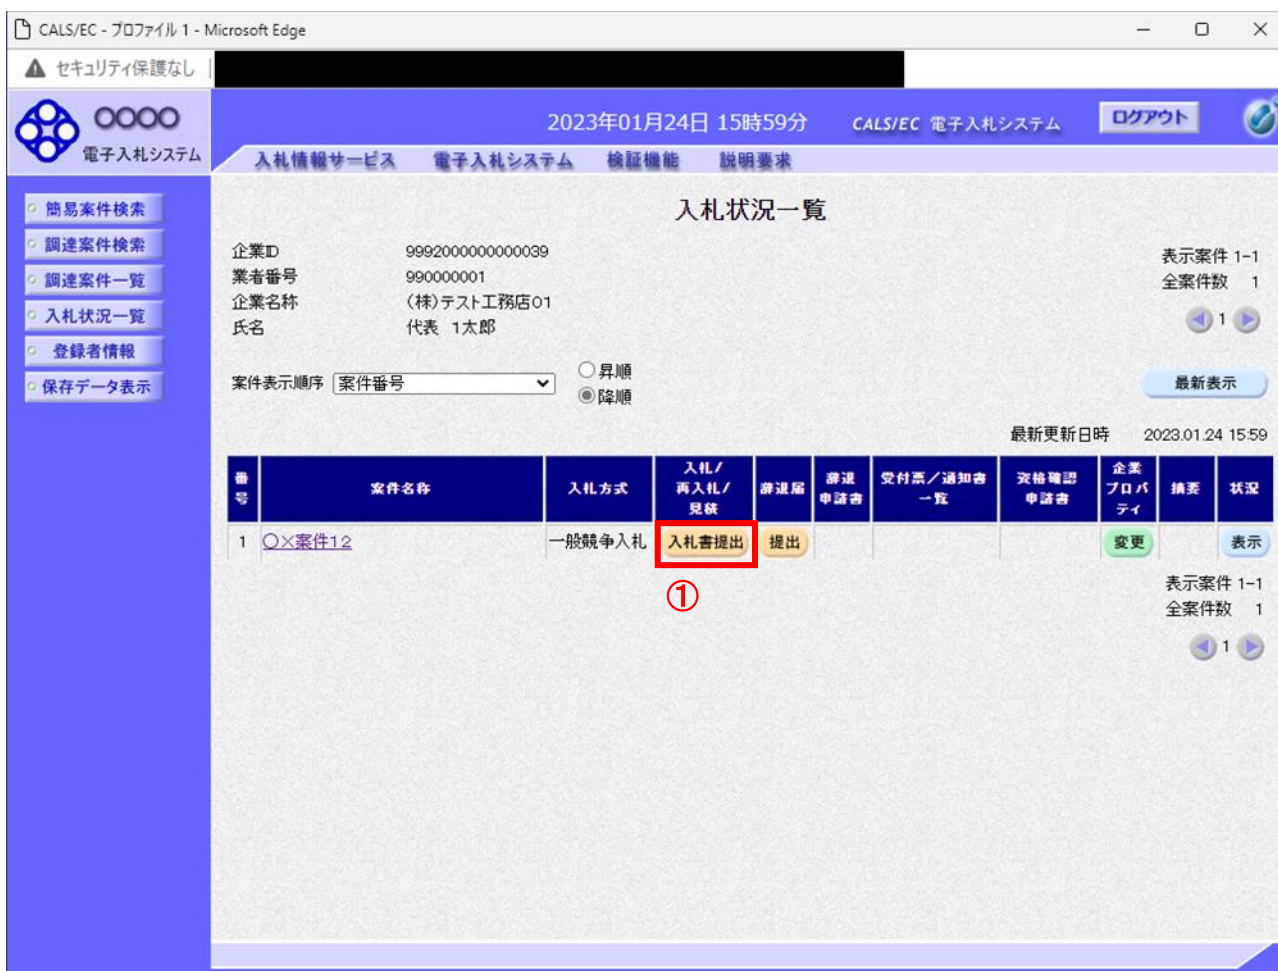 CALS/EC - プロファイル 1 - Microsoft Edge
セキュリティ保護なし
○○○○
電子入札システム
2023年01月24日 15時59分
CALS/EC 電子入札システム
ログアウト
入札情報サービス 電子入札システム 検証機能 説明要求
簡易案件検索
調達案件検索
調達案件一覧
入札状況一覧
登録者情報
保存データ表示
入札状況一覧
企業ID 9992000000000039
業者番号 990000001
企業名称 (株)テスト工務店01
氏名 代表 1太郎
表示案件 1-1
全案件数 1
1
案件表示順序 案件番号
昇順
降順
最新表示
最新更新日時 2023.01.24 15:59
番号 案件名称 入札方式 入札/再入札/見積 辞退届 辞退申請書 受付票/通知書一覧 資格確認申請書 企業プロパティ 摘要 状況
1 ○×案件12 一般競争入札 入札書提出 提出 変更 表示
①
表示案件 1-1
全案件数 1
1